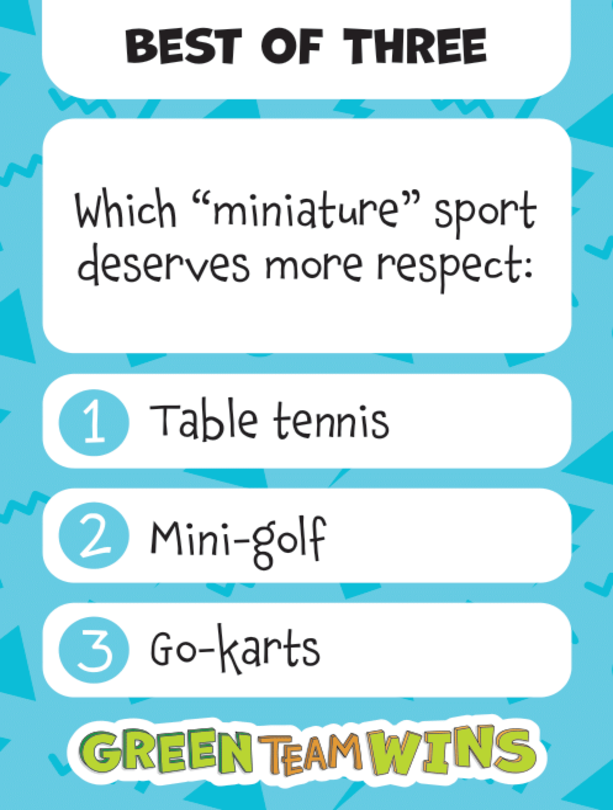 BEST OF THREE
Which “miniature” sport
deserves more respect:
1 Table tennis
2 Mini-golf
3 Go-karts
GREEN TEAM WINS